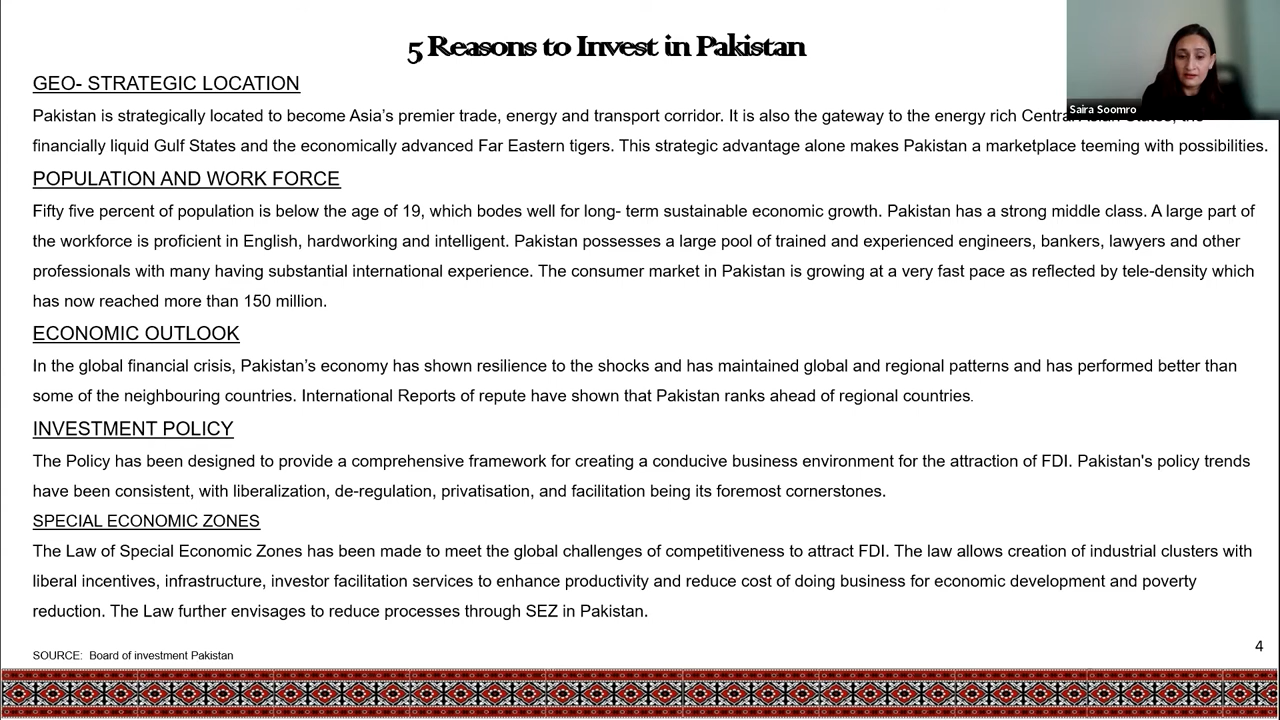 5 Reasons to Invest in Pakistan
GEO- STRATEGIC LOCATION
Saira Soomro
Pakistan is strategically located to become Asia's premier trade, energy and transport corridor. It is also the gateway to the energy rich Central Asian States, the
financially liquid Gulf States and the economically advanced Far Eastern tigers. This strategic advantage alone makes Pakistan a marketplace teeming with possibilities.
POPULATION AND WORK FORCE
Fifty five percent of population is below the age of 19, which bodes well for long- term sustainable economic growth. Pakistan has a strong middle class. A large part of
the workforce is proficient in English, hardworking and intelligent. Pakistan possesses a large pool of trained and experienced engineers, bankers, lawyers and other
professionals with many having substantial international experience. The consumer market in Pakistan is growing at a very fast pace as reflected by tele-density which
has now reached more than 150 million.
ECONOMIC OUTLOOK
In the global financial crisis, Pakistan's economy has shown resilience to the shocks and has maintained global and regional patterns and has performed better than
some of the neighbouring countries. International Reports of repute have shown that Pakistan ranks ahead of regional countries.
INVESTMENT POLICY
The Policy has been designed to provide a comprehensive framework for creating a conducive business environment for the attraction of FDI. Pakistan's policy trends
have been consistent, with liberalization, de-regulation, privatisation, and facilitation being its foremost cornerstones.
SPECIAL ECONOMIC ZONES
The Law of Special Economic Zones has been made to meet the global challenges of competitiveness to attract FDI. The law allows creation of industrial clusters with
liberal incentives, infrastructure, investor facilitation services to enhance productivity and reduce cost of doing business for economic development and poverty
reduction. The Law further envisages to reduce processes through SEZ in Pakistan.
4
SOURCE: Board of investment Pakistan